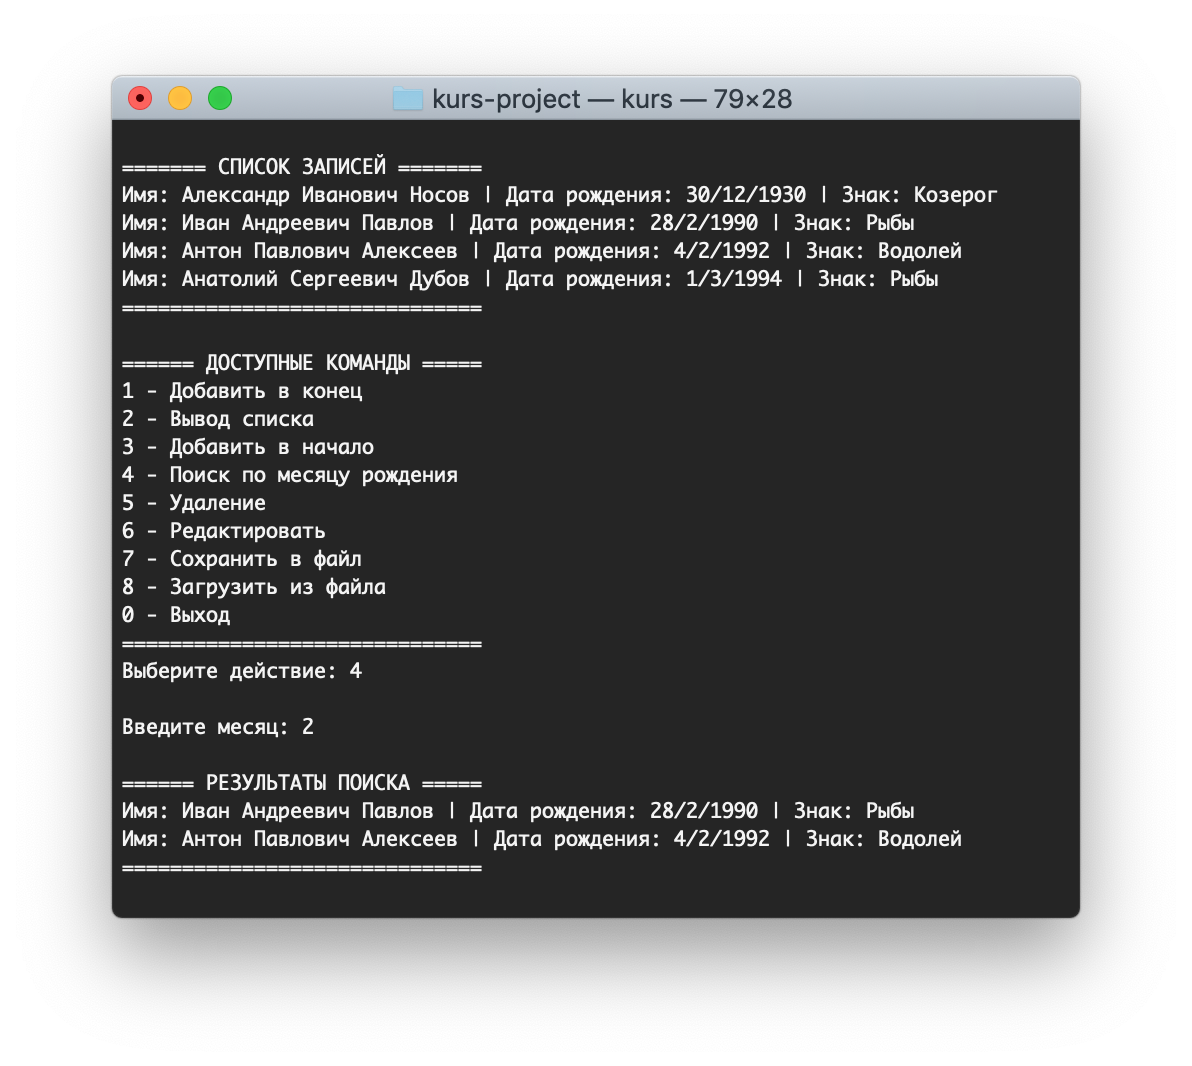 kurs-project — kurs — 79×28
======= СПИСОК ЗАПИСЕЙ =======
Имя: Александр Иванович Носов | Дата рождения: 30/12/1930 | Знак: Козерог
Имя: Иван Андреевич Павлов | Дата рождения: 28/2/1990 | Знак: Рыбы
Имя: Антон Павлович Алексеев | Дата рождения: 4/2/1992 | Знак: Водолей
Имя: Анатолий Сергеевич Дубов | Дата рождения: 1/3/1994 | Знак: Рыбы
==============================
====== ДОСТУПНЫЕ КОМАНДЫ =====
1 - Добавить в конец
2 - Вывод списка
3 - Добавить в начало
4 - Поиск по месяцу рождения
5 - Удаление
6 - Редактировать
7 - Сохранить в файл
8 - Загрузить из файла
0 - Выход
==============================
Выберите действие: 4
Введите месяц: 2
====== РЕЗУЛЬТАТЫ ПОИСКА =====
Имя: Иван Андреевич Павлов | Дата рождения: 28/2/1990 | Знак: Рыбы
Имя: Антон Павлович Алексеев | Дата рождения: 4/2/1992 | Знак: Водолей
==============================